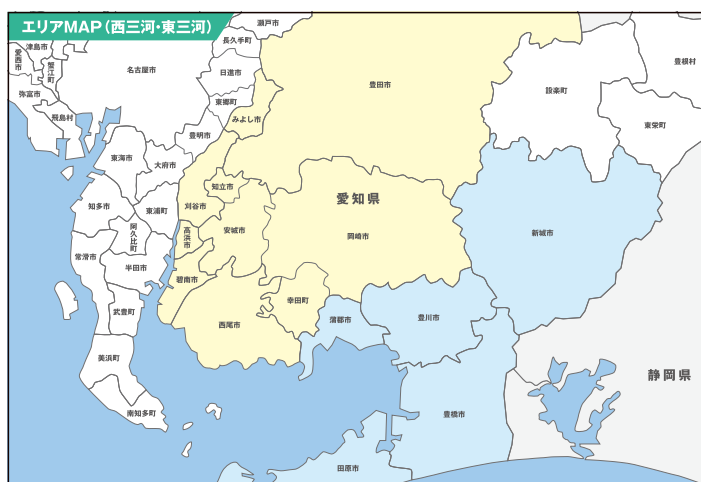 エリアMAP（西三河・東三河）
瀬戸市
長久手町
津島市
愛西市
蟹江町
名古屋市
日進市
豊根村
豊田市
設楽町
弥富市
東郷町
飛島村
みよし市
東栄町
豊明市
東海市
大府市
知立市
愛知県
知多市
東浦町
刈谷市
阿久比町
高浜市
安城市
岡崎市
新城市
常滑市
半田市
碧南市
幸田町
武豊町
西尾市
蒲郡市
豊川市
美浜町
静岡県
南知多町
豊橋市
田原市